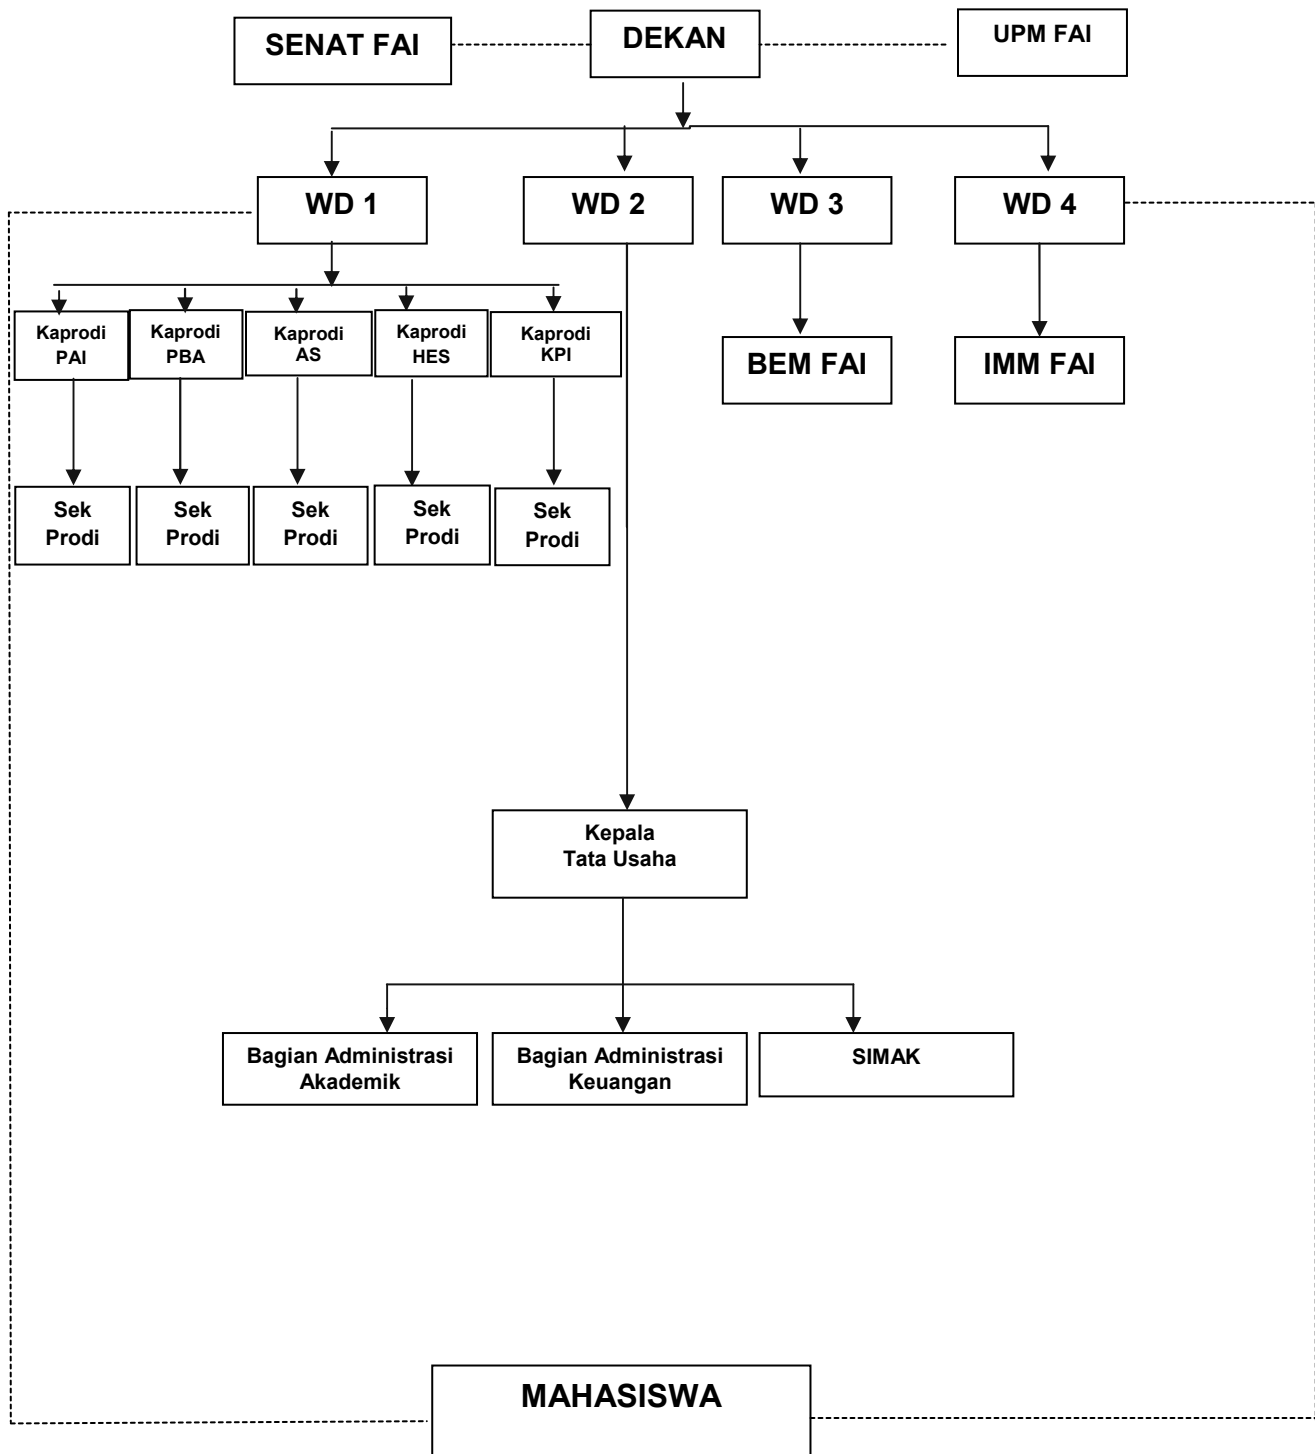 SENAT FAI
DEKAN
UPM FAI
WD 1
WD 2
WD 3
WD 4
Kaprodi
PAI
Kaprodi
PBA
Kaprodi
AS
Kaprodi
HES
Kaprodi
KPI
BEM FAI
IMM FAI
Sek
Prodi
Sek
Prodi
Sek
Prodi
Sek
Prodi
Sek
Prodi
Kepala
Tata Usaha
Bagian Administrasi
Akademik
Bagian Administrasi
Keuangan
SIMAK
MAHASISWA